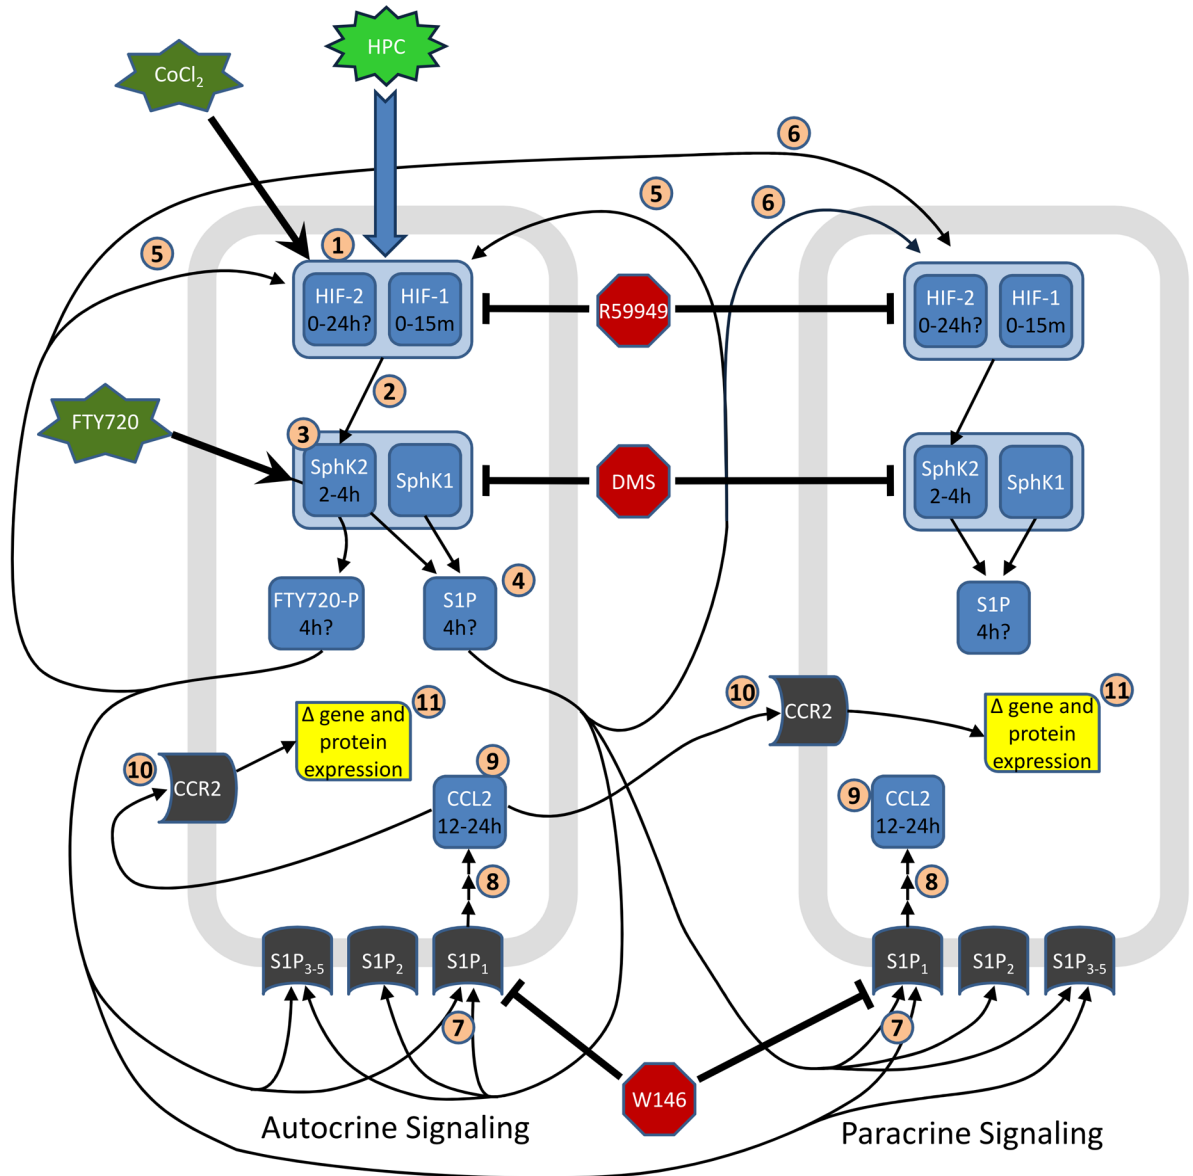 HPC
CoCl₂
6
5
6
5
1
HIF-2
0-24h?
HIF-1
0-15m
R59949
HIF-2
0-24h?
HIF-1
0-15m
2
FTY720
3
SphK2
2-4h
SphK1
DMS
SphK2
2-4h
SphK1
4
FTY720-P
4h?
S1P
4h?
S1P
4h?
10
CCR2
11
Δ gene and
protein
expression
11
Δ gene and
protein
expression
10
CCR2
9
CCL2
12-24h
9
CCL2
12-24h
8
8
S1P₃₋₅
S1P₂
S1P₁
S1P₁
S1P₂
S1P₃₋₅
7
7
W146
Autocrine Signaling
Paracrine Signaling